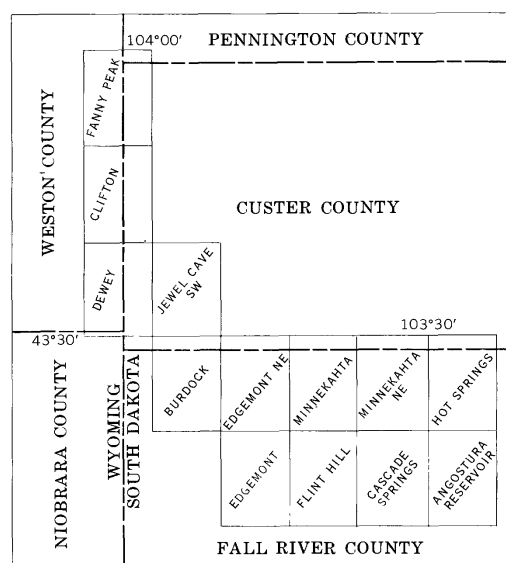 104°00'
PENNINGTON COUNTY
FANNY PEAK
WESTON COUNTY
CLIFTON
CUSTER COUNTY
DEWEY
JEWEL CAVE
SW
43°30'
103°30'
NIOBRARA COUNTY
WYOMING
SOUTH DAKOTA
BURDOCK
EDGEMONT NE
MINNEKAHTA
MINNEKAHTA
NE
HOT SPRINGS
EDGEMONT
FLINT HILL
CASCADE
SPRINGS
ANGOSTURA
RESERVOIR
FALL RIVER COUNTY